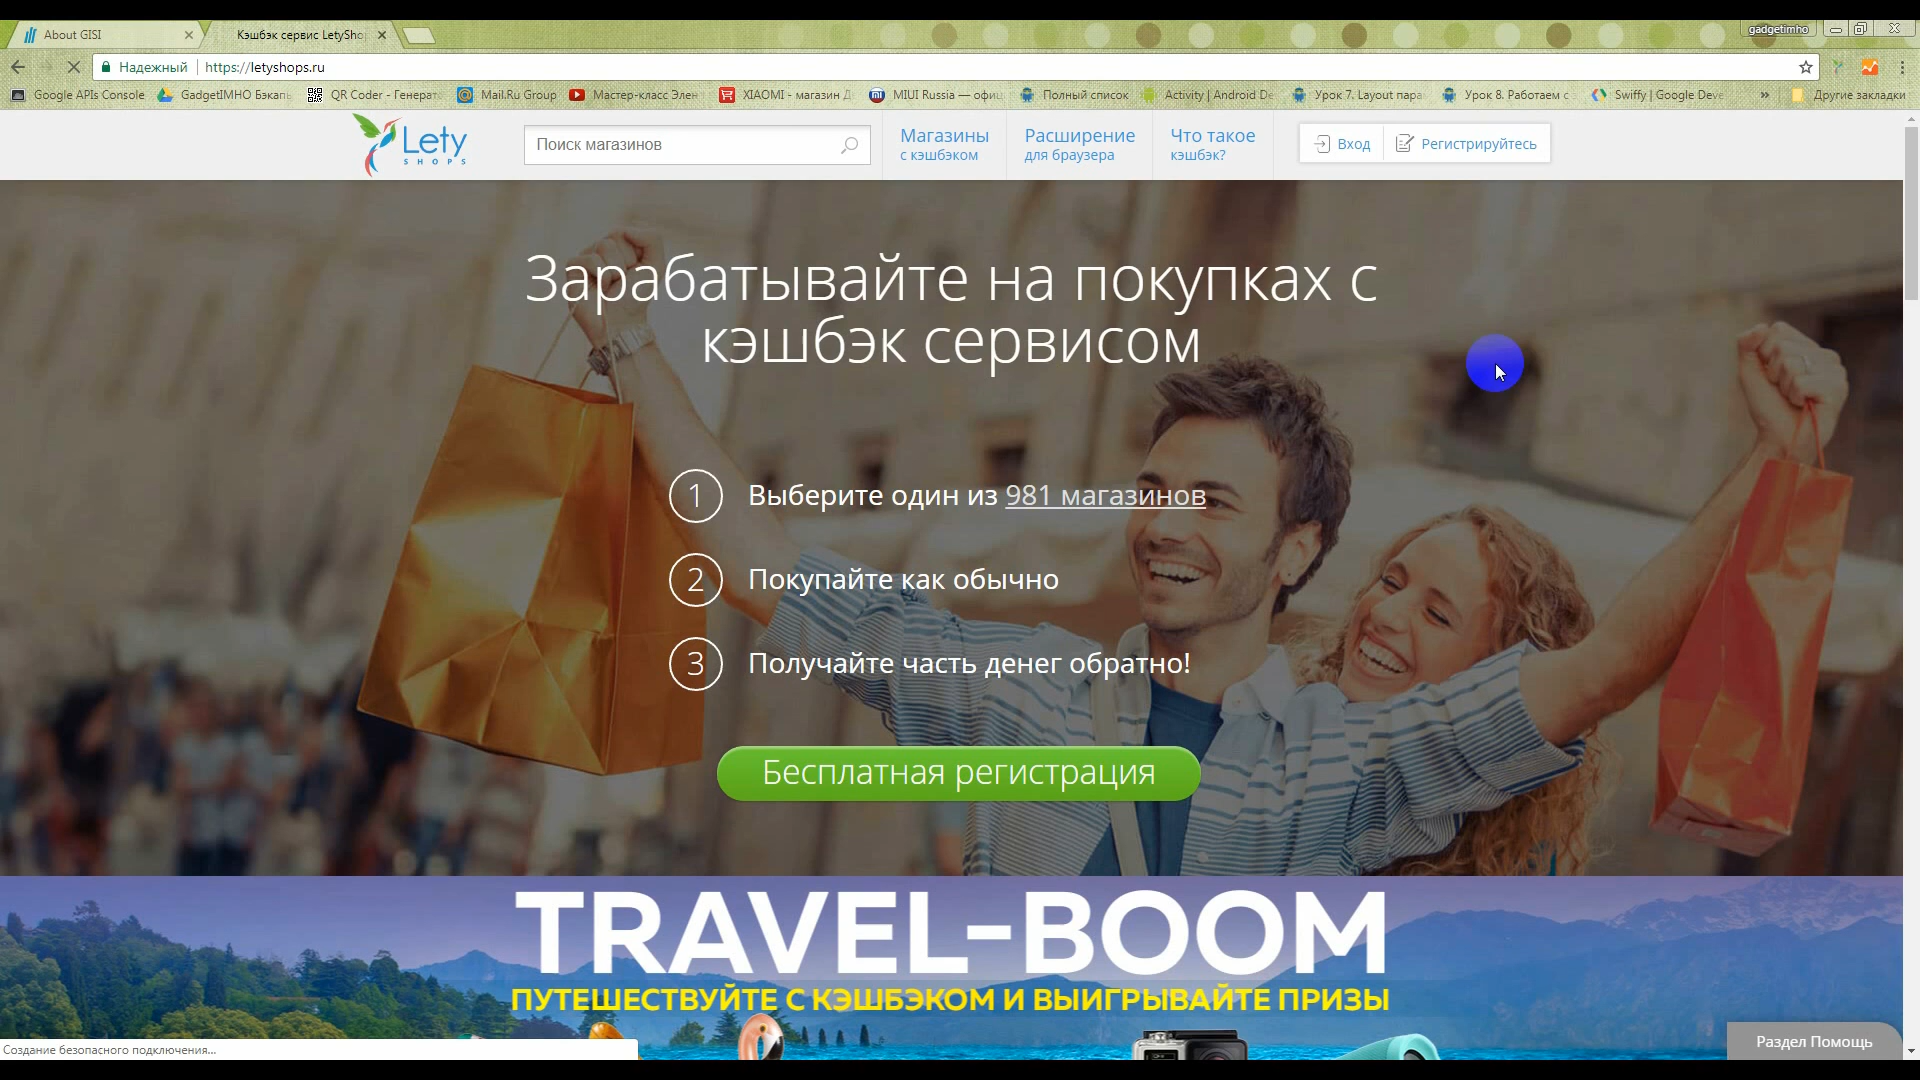 About GISI
Кэшбэк сервис LetySho
gadgetimho
Надежный
https://letyshops.ru
Google APIs Console
GadgetIMHO Бэкап
QR Coder - Генерат
Mail.Ru Group
Мастер-класс Элен
XIAOMI - магазин Д
MIUI Russia — офиц
Полный список
Activity | Android De
Урок 7. Layout пара
Урок 8. Работаем с
Swiffy | Google Deve
»
Другие закладки
Lety
SHOPS
Поиск магазинов
Магазины
с кэшбэком
Расширение
для браузера
Что такое
кэшбэк?
Вход
Регистрируйтесь
Зарабатывайте на покупках с
кэшбэк сервисом
1 Выберите один из 981 магазинов
2 Покупайте как обычно
3 Получайте часть денег обратно!
Бесплатная регистрация
TRAVEL-BOOM
ПУТЕШЕСТВУЙТЕ С КЭШБЭКОМ И ВЫИГРЫВАЙТЕ ПРИЗЫ
Создание безопасного подключения...
Раздел Помощь